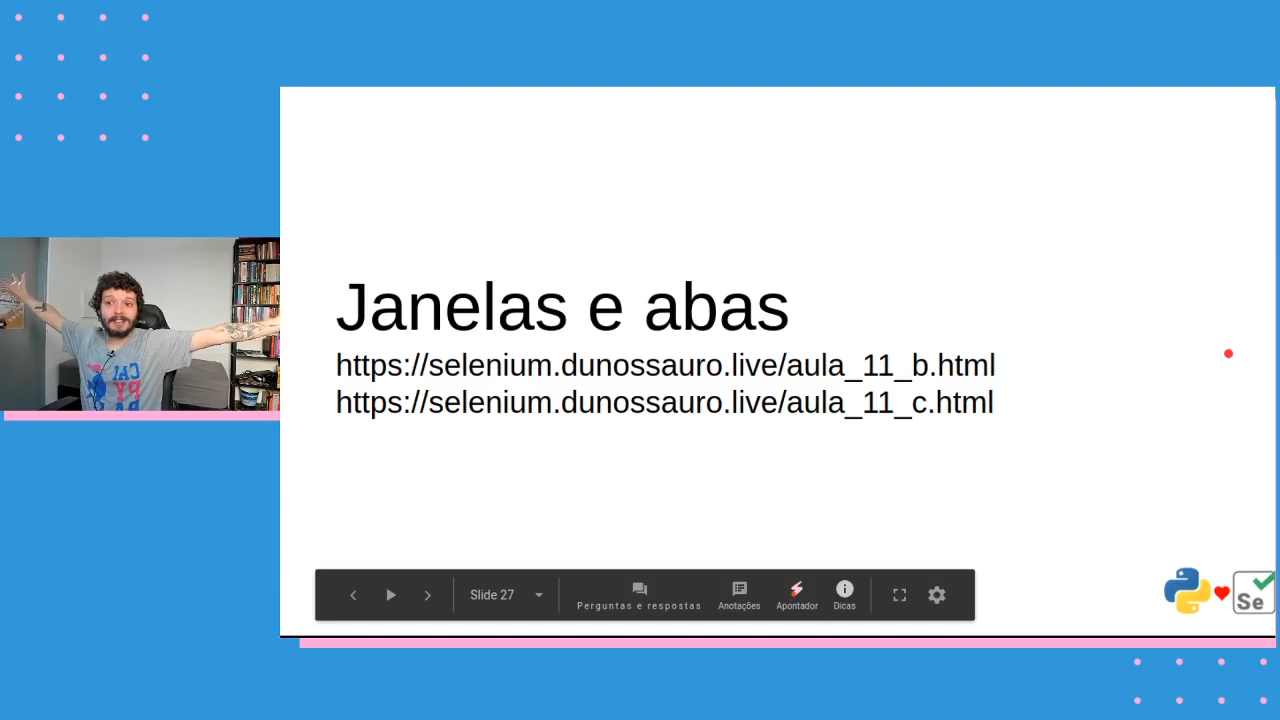 Janelas e abas
https://selenium.dunossauro.live/aula_11_b.html
https://selenium.dunossauro.live/aula_11_c.html
Slide 27
Perguntas e respostas
Anotações
Apontador
Dicas
Se